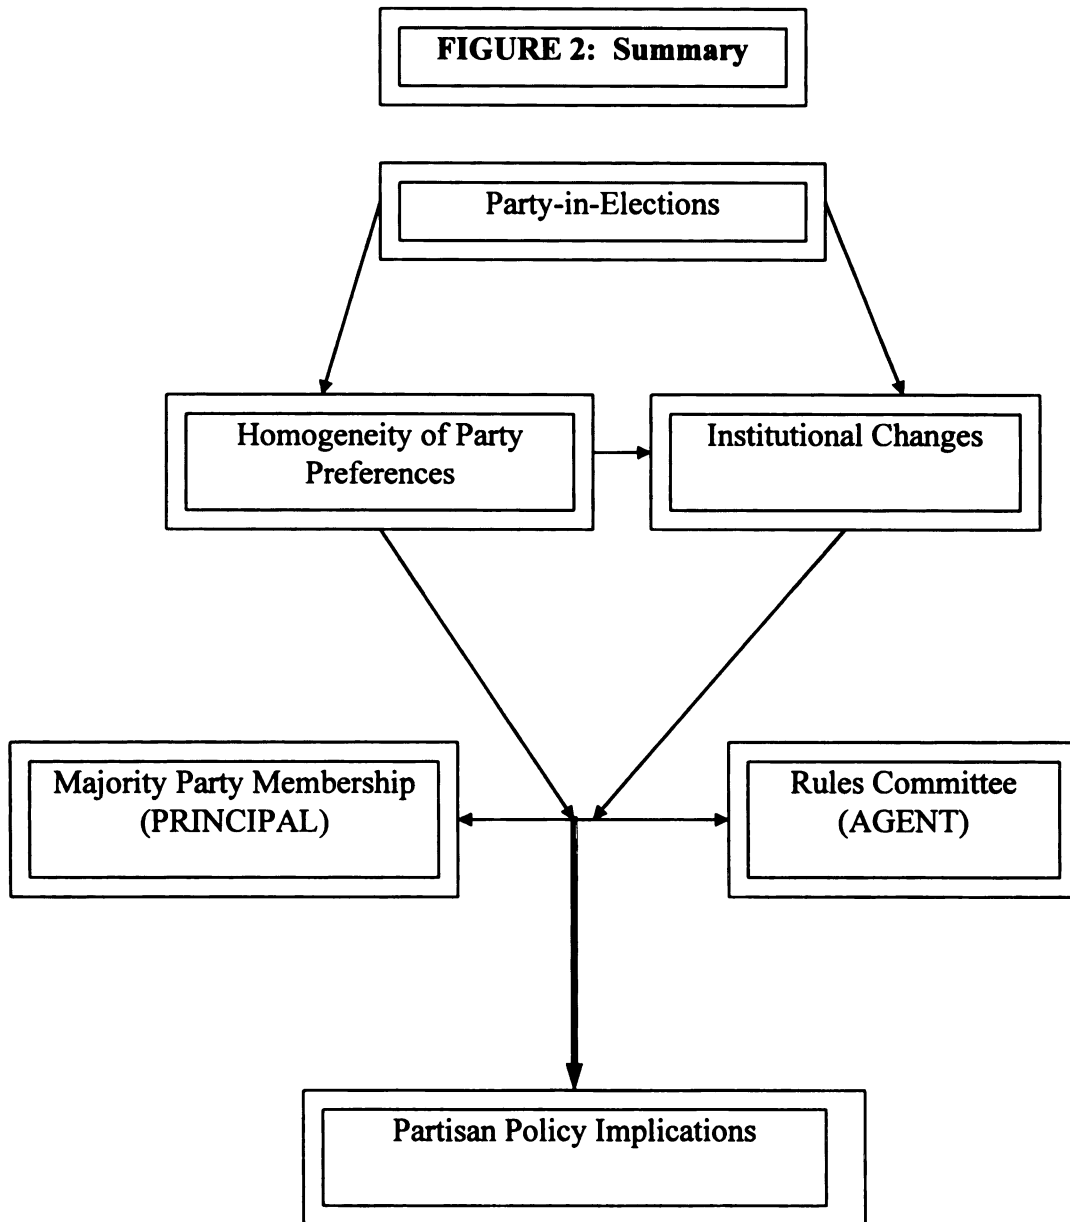 FIGURE 2: Summary
Party-in-Elections
Homogeneity of Party
Preferences
Institutional Changes
Majority Party Membership
(PRINCIPAL)
Rules Committee
(AGENT)
Partisan Policy Implications